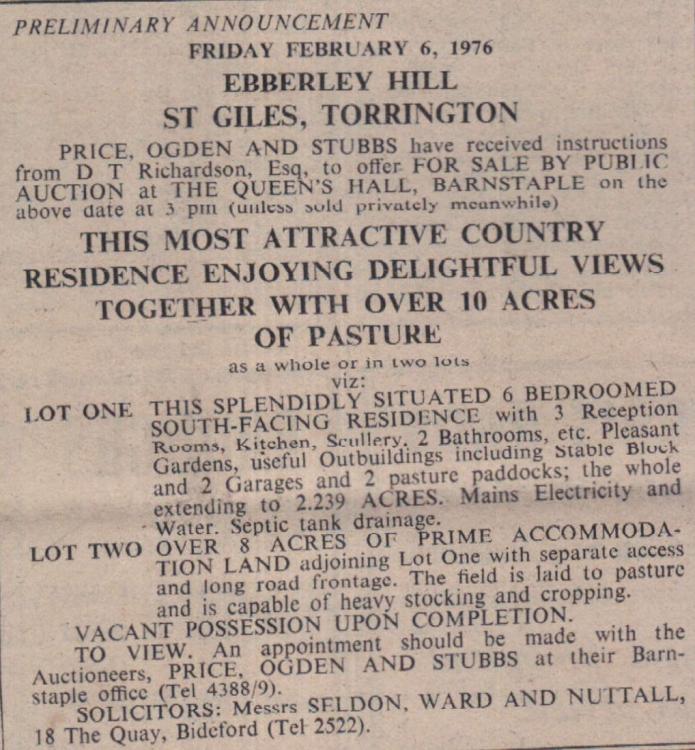 PRELIMINARY ANNOUNCEMENT
FRIDAY FEBRUARY 6, 1976
EBBERLEY HILL
ST GILES, TORRINGTON
PRICE, OGDEN AND STUBBS have received instructions
from D T Richardson, Esq, to offer FOR SALE BY PUBLIC
AUCTION at THE QUEEN'S HALL, BARNSTAPLE on the
above date at 3 pm (unless sold privately meanwhile)
THIS MOST ATTRACTIVE COUNTRY
RESIDENCE ENJOYING DELIGHTFUL VIEWS
TOGETHER WITH OVER 10 ACRES
OF PASTURE
as a whole or in two lots
viz:
LOT ONE THIS SPLENDIDLY SITUATED 6 BEDROOMED
SOUTH-FACING RESIDENCE with 3 Reception
Rooms, Kitchen, Scullery, 2 Bathrooms, etc. Pleasant
Gardens, useful Outbuildings including Stable Block
and 2 Garages and 2 pasture paddocks; the whole
extending to 2.239 ACRES. Mains Electricity and
Water. Septic tank drainage.
LOT TWO OVER 8 ACRES OF PRIME ACCOMMODA-
TION LAND adjoining Lot One with separate access
and long road frontage. The field is laid to pasture
and is capable of heavy stocking and cropping.
VACANT POSSESSION UPON COMPLETION.
TO VIEW. An appointment should be made with the
Auctioneers, PRICE, OGDEN AND STUBBS at their Barn-
staple office (Tel 4388/9).
SOLICITORS: Messrs SELDON, WARD AND NUTTALL,
18 The Quay, Bideford (Tel 2522).